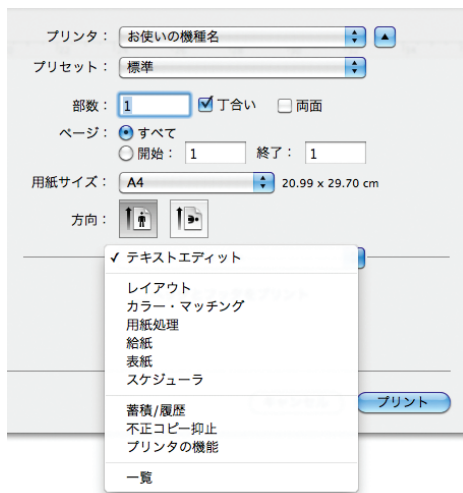 プリンタ： お使いの機種名
プリセット： 標準
部数： 1 丁合い 両面
ページ： すべて
開始： 1 終了： 1
用紙サイズ： A4 20.99 x 29.70 cm
方向：
✓ テキストエディット
レイアウト
カラー・マッチング
用紙処理
給紙
表紙
スケジューラ
蓄積/履歴
不正コピー抑止
プリンタの機能
プリント
一覧